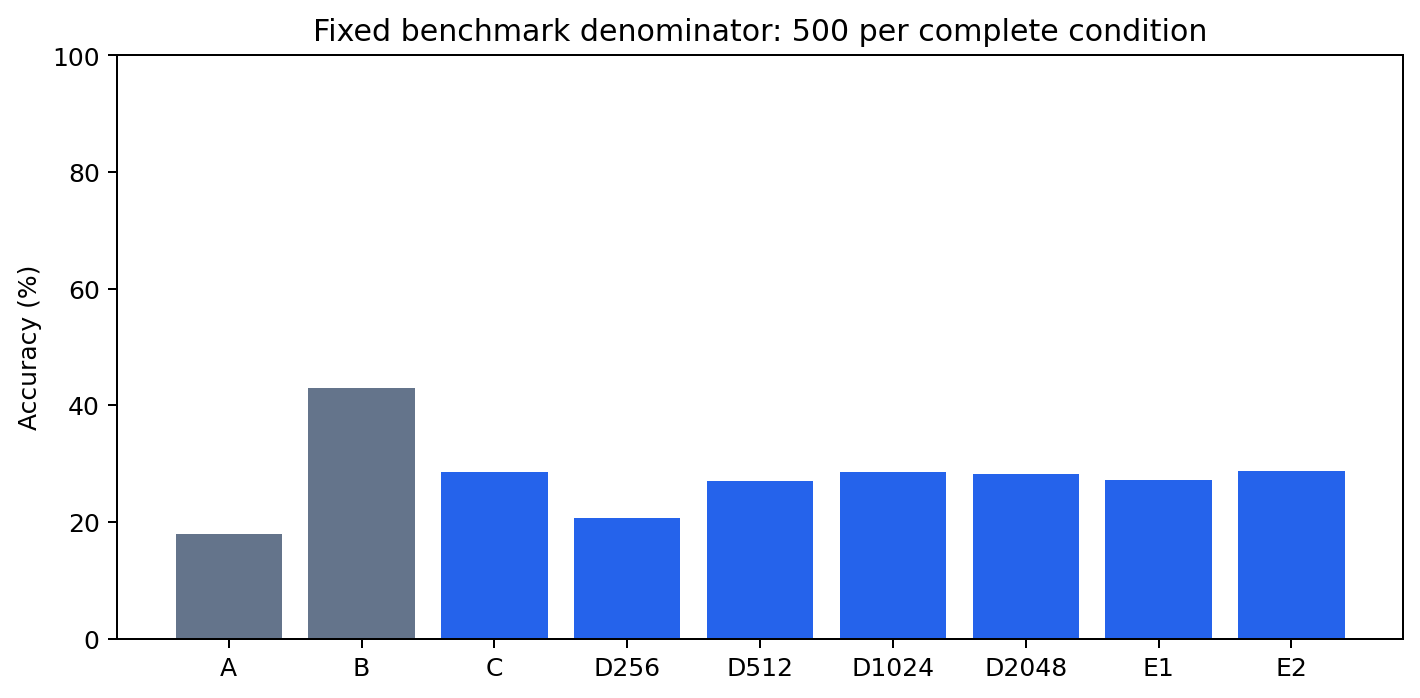 Fixed benchmark denominator: 500 per complete condition
Accuracy (%)
100
80
60
40
20
0
A B C D256 D512 D1024 D2048 E1 E2